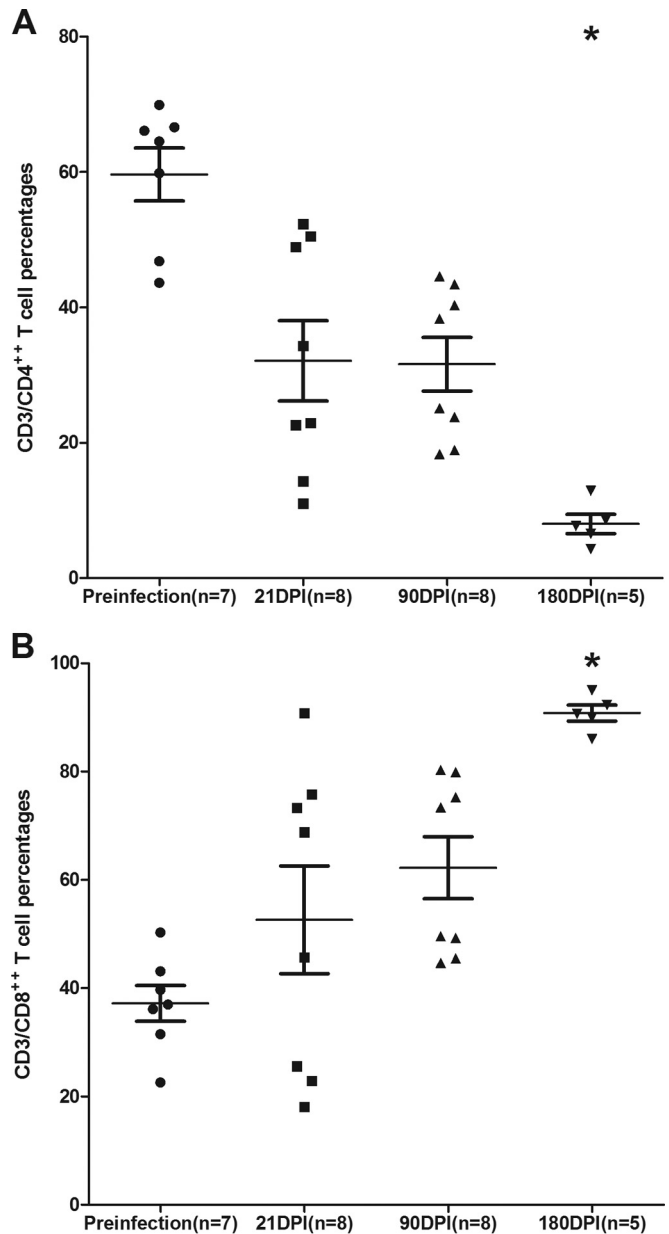 A
80
*
60
40
20
0
CD3/CD4++ T cell percentages
Preinfection(n=7) 21DPI(n=8) 90DPI(n=8) 180DPI(n=5)
B
100
*
80
60
40
20
0
CD3/CD8++ T cell percentages
Preinfection(n=7) 21DPI(n=8) 90DPI(n=8) 180DPI(n=5)